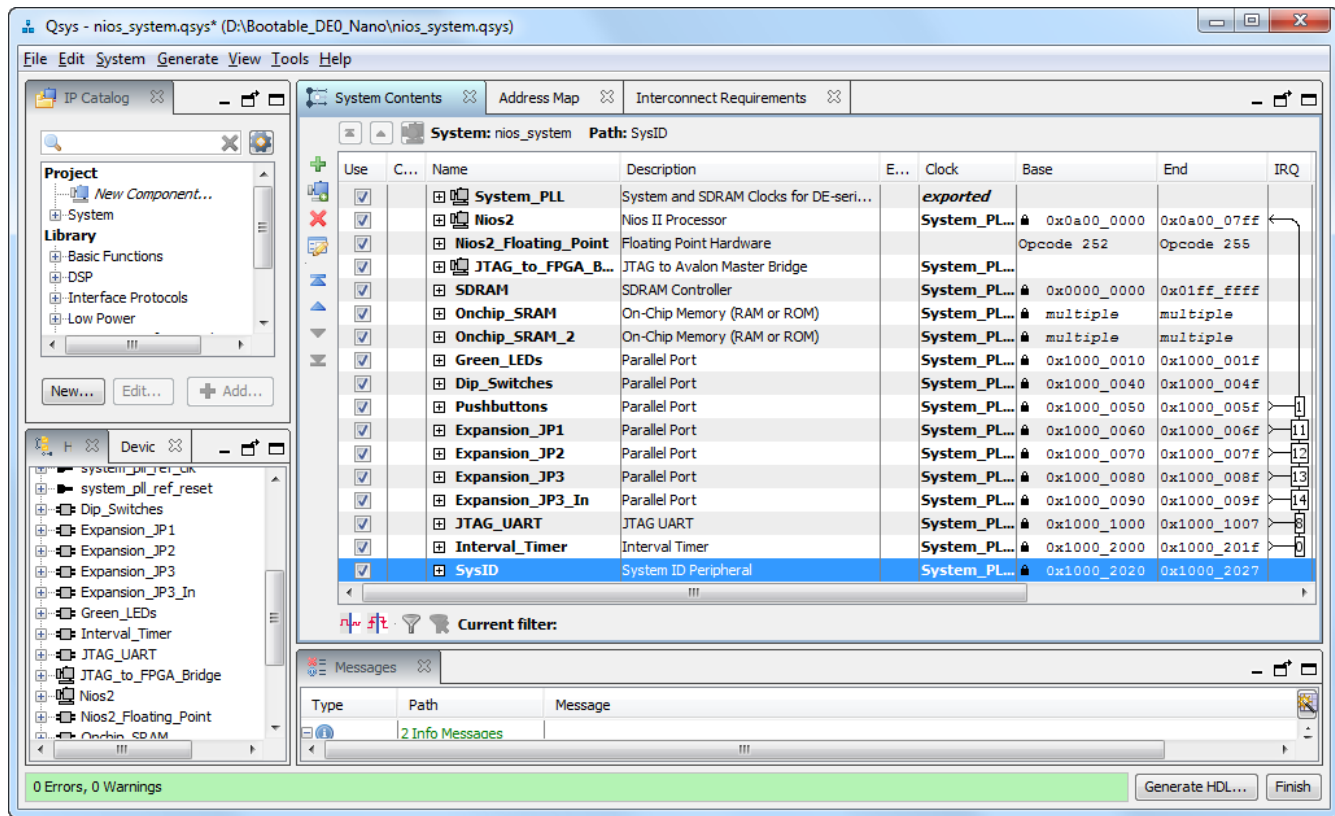 Qsys - nios_system.qsys* (D:\Bootable_DE0_Nano\nios_system.qsys)
File Edit System Generate View Tools Help
IP Catalog
Project
New Component...
System
Library
Basic Functions
DSP
Interface Protocols
Low Power
New... Edit... Add...
H Devic
system_pll_ref_clk
system_pll_ref_reset
Dip_Switches
Expansion_JP1
Expansion_JP2
Expansion_JP3
Expansion_JP3_In
Green_LEDs
Interval_Timer
JTAG_UART
JTAG_to_FPGA_Bridge
Nios2
Nios2_Floating_Point
Onchip_SRAM
System Contents Address Map Interconnect Requirements
System: nios_system Path: SysID
Use C... Name Description E... Clock Base End IRQ
System_PLL System and SDRAM Clocks for DE-seri... exported
Nios2 Nios II Processor System_PL... 0x0a00_0000 0x0a00_07ff
Nios2_Floating_Point Floating Point Hardware Opcode 252 Opcode 255
JTAG_to_FPGA_B... JTAG to Avalon Master Bridge System_PL...
SDRAM SDRAM Controller System_PL... 0x0000_0000 0x01ff_ffff
Onchip_SRAM On-Chip Memory (RAM or ROM) System_PL... multiple multiple
Onchip_SRAM_2 On-Chip Memory (RAM or ROM) System_PL... multiple multiple
Green_LEDs Parallel Port System_PL... 0x1000_0010 0x1000_001f
Dip_Switches Parallel Port System_PL... 0x1000_0040 0x1000_004f
Pushbuttons Parallel Port System_PL... 0x1000_0050 0x1000_005f 1
Expansion_JP1 Parallel Port System_PL... 0x1000_0060 0x1000_006f 11
Expansion_JP2 Parallel Port System_PL... 0x1000_0070 0x1000_007f 12
Expansion_JP3 Parallel Port System_PL... 0x1000_0080 0x1000_008f 13
Expansion_JP3_In Parallel Port System_PL... 0x1000_0090 0x1000_009f 14
JTAG_UART JTAG UART System_PL... 0x1000_1000 0x1000_1007 8
Interval_Timer Interval Timer System_PL... 0x1000_2000 0x1000_201f 0
SysID System ID Peripheral System_PL... 0x1000_2020 0x1000_2027
Current filter:
Messages
Type Path Message
2 Info Messages
0 Errors, 0 Warnings
Generate HDL... Finish